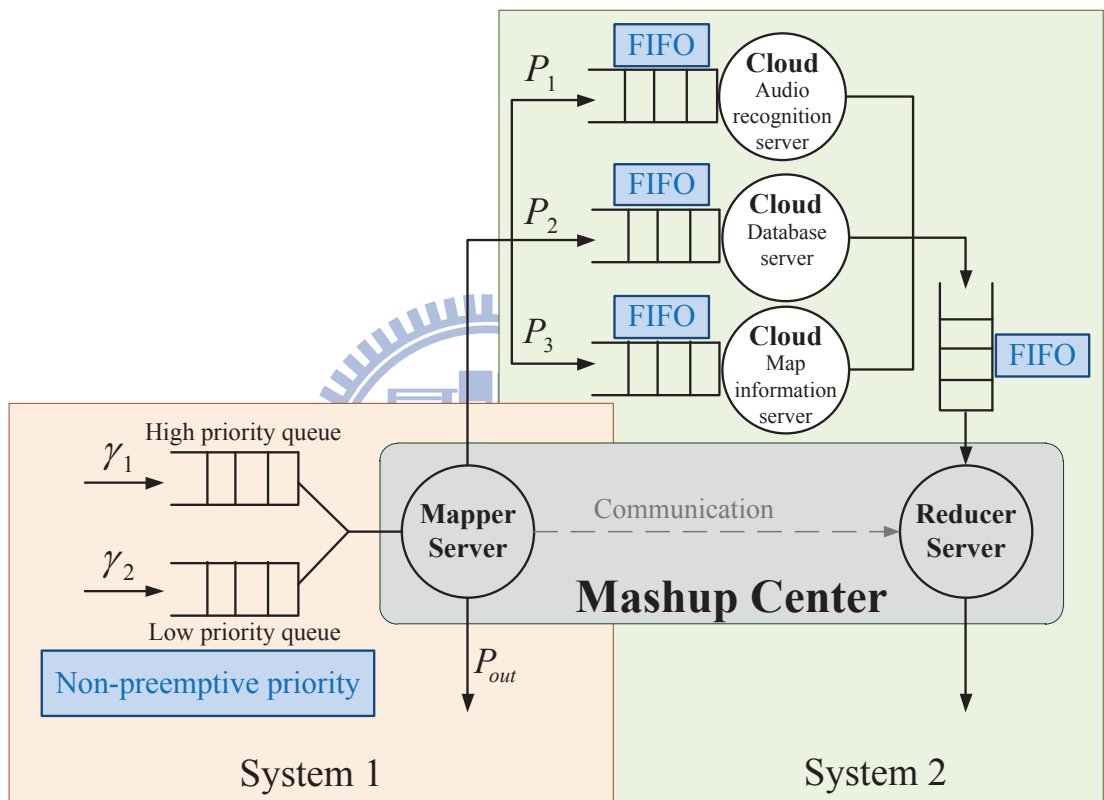 FIFO
P1
Cloud
Audio
recognition
server
FIFO
P2
Cloud
Database
server
FIFO
P3
Cloud
Map
information
server
FIFO
High priority queue
γ1
Mapper
Server
Communication
Reducer
Server
γ2
Low priority queue
Mashup Center
Non-preemptive priority
Pout
System 1
System 2